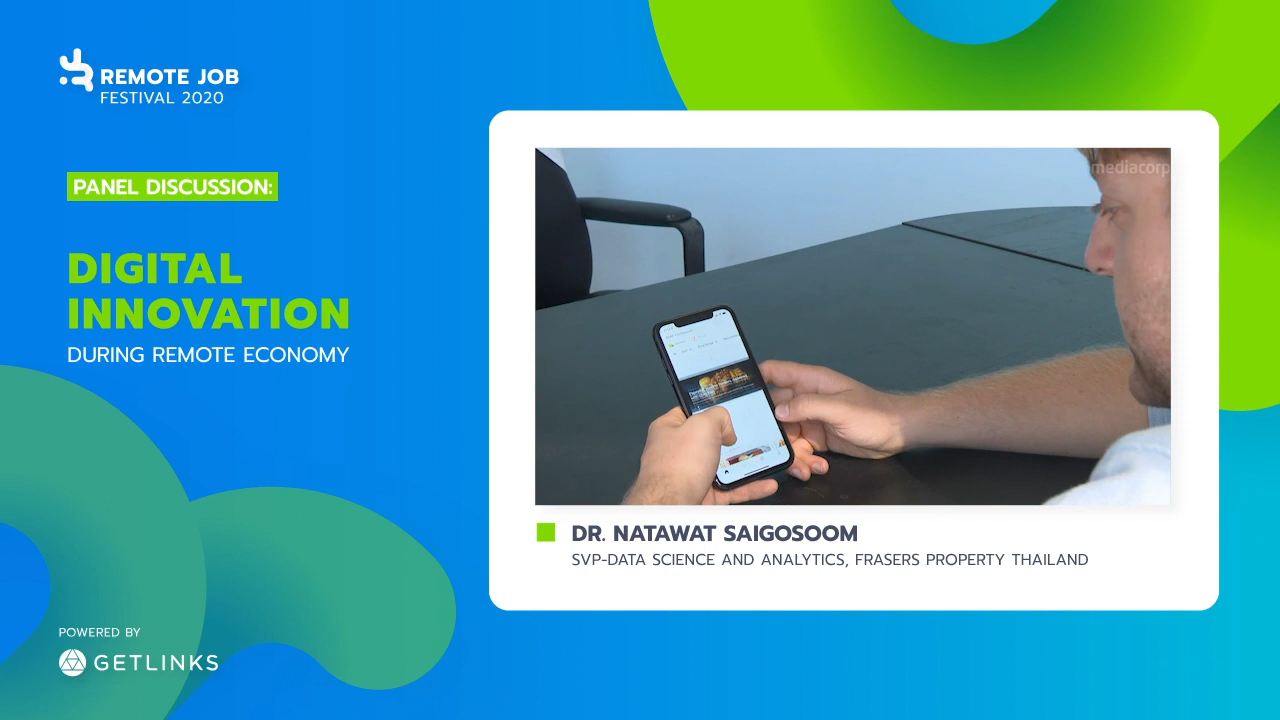 REMOTE JOB
FESTIVAL 2020
PANEL DISCUSSION:
DIGITAL
INNOVATION
DURING REMOTE ECONOMY
mediacorp
DR. NATAWAT SAIGOSOOM
SVP-DATA SCIENCE AND ANALYTICS, FRASERS PROPERTY THAILAND
POWERED BY
GETLINKS